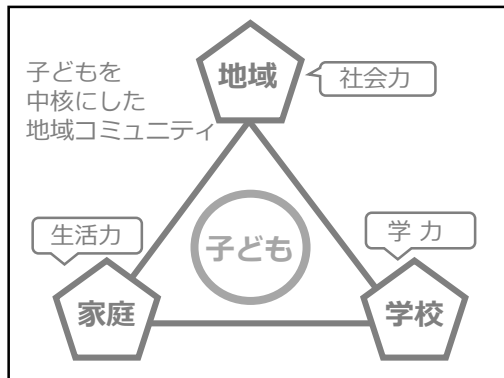 子どもを
中核にした
地域コミュニティ
地域
社会力
生活力
子ども
学 力
家庭
学校